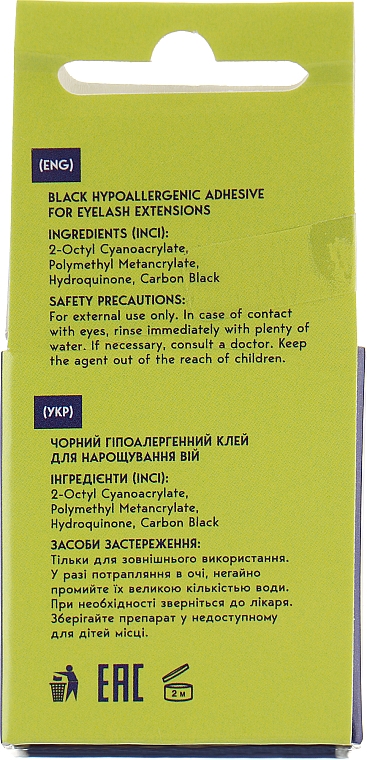 (ENG)
BLACK HYPOALLERGENIC ADHESIVE
FOR EYELASH EXTENSIONS
INGREDIENTS (INCI):
2-Octyl Cyanoacrylate,
Polymethyl Metancrylate,
Hydroquinone, Carbon Black
SAFETY PRECAUTIONS:
For external use only. In case of contact
with eyes, rinse immediately with plenty of
water. If necessary, consult a doctor. Keep
the agent out of the reach of children.
(УКР)
ЧОРНИЙ ГІПОАЛЕРГЕННИЙ КЛЕЙ
ДЛЯ НАРОЩУВАННЯ ВІЙ
ІНГРЕДІЄНТИ (INCI):
2-Octyl Cyanoacrylate,
Polymethyl Metancrylate,
Hydroquinone, Carbon Black
ЗАСОБИ ЗАСТЕРЕЖЕННЯ:
Тільки для зовнішнього використання.
У разі потрапляння в очі, негайно
промийте їх великою кількістью води.
При необхідності зверніться до лікаря.
Зберігайте препарат у недоступному
для дітей місці.
EAC
2 м